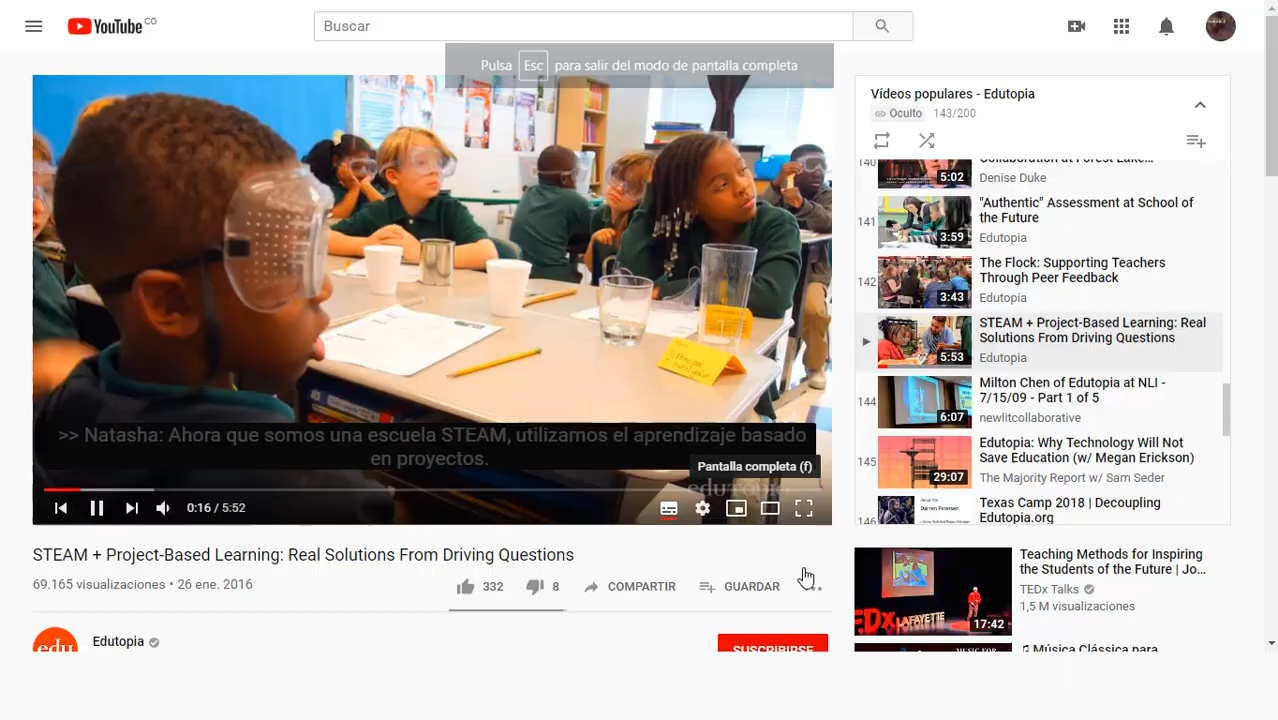 YouTube CO
Buscar
Pulsa Esc para salir del modo de pantalla completa
>> Natasha: Ahora que somos una escuela STEAM, utilizamos el aprendizaje basado
en proyectos.
Pantalla completa (f)
edutopia
0:16 / 5:52
STEAM + Project-Based Learning: Real Solutions From Driving Questions
69.165 visualizaciones • 26 ene. 2016
332
8
COMPARTIR
GUARDAR
edu
Edutopia
SUSCRIBIRSE
Vídeos populares - Edutopia
Oculto
143/200
140
5:02
Collaboration at Forest Lake...
Denise Duke
141
3:59
"Authentic" Assessment at School of
the Future
Edutopia
142
3:43
The Flock: Supporting Teachers
Through Peer Feedback
Edutopia
5:53
STEAM + Project-Based Learning: Real
Solutions From Driving Questions
Edutopia
144
6:07
Milton Chen of Edutopia at NLI -
7/15/09 - Part 1 of 5
newlitcollaborative
145
29:07
Edutopia: Why Technology Will Not
Save Education (w/ Megan Erickson)
The Majority Report w/ Sam Seder
146
Texas Camp 2018 | Decoupling
Edutopia.org
TEDx LAFAYETTE
17:42
Teaching Methods for Inspiring
the Students of the Future | Jo...
TEDx Talks
1,5 M visualizaciones
MUSIC FOR
♫ Música Clássica para